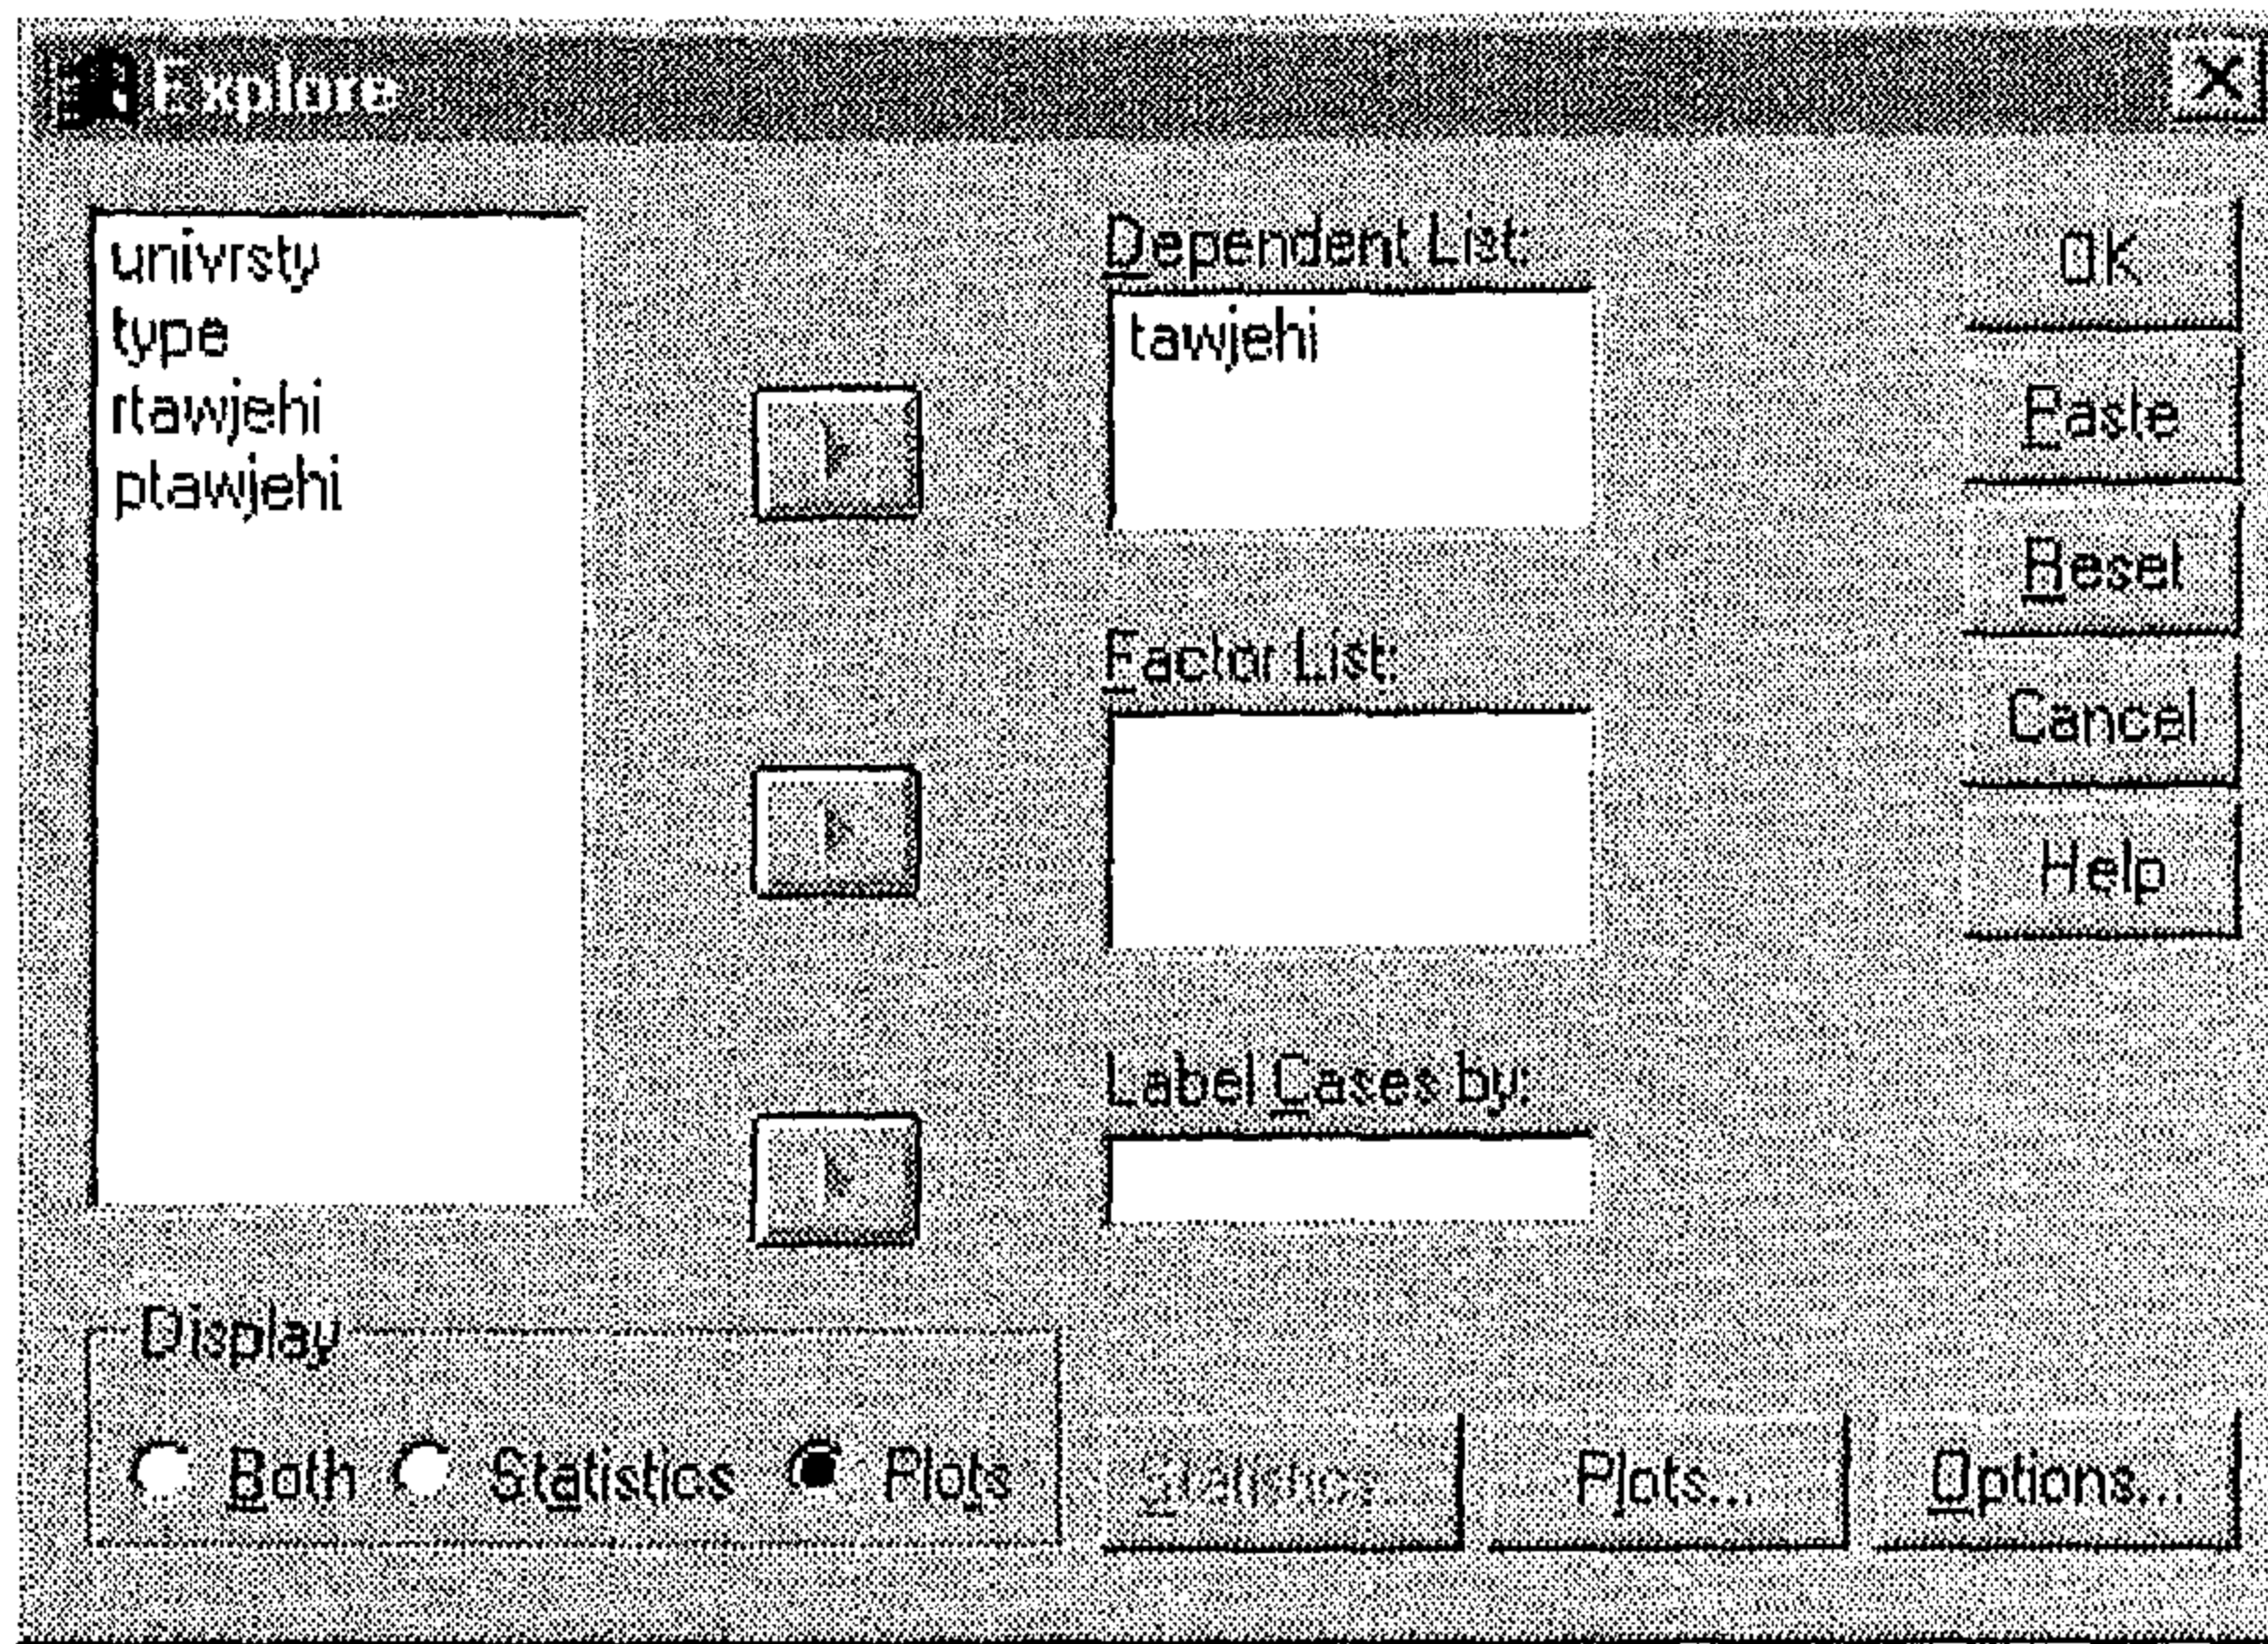 Explore
univrsty
type
rtawjehi
ptawjehi
Dependent List:
tawjehi
Factor List:
Label Cases by:
OK
Paste
Reset
Cancel
Help
Display
Both Statistics Plots
Statistics... Plots... Options...